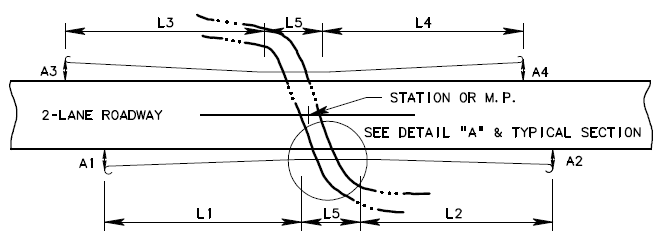 L3 L5 L4
A3 A4
STATION OR M.P.
2-LANE ROADWAY
SEE DETAIL "A" & TYPICAL SECTION
A1 A2
L1 L5 L2